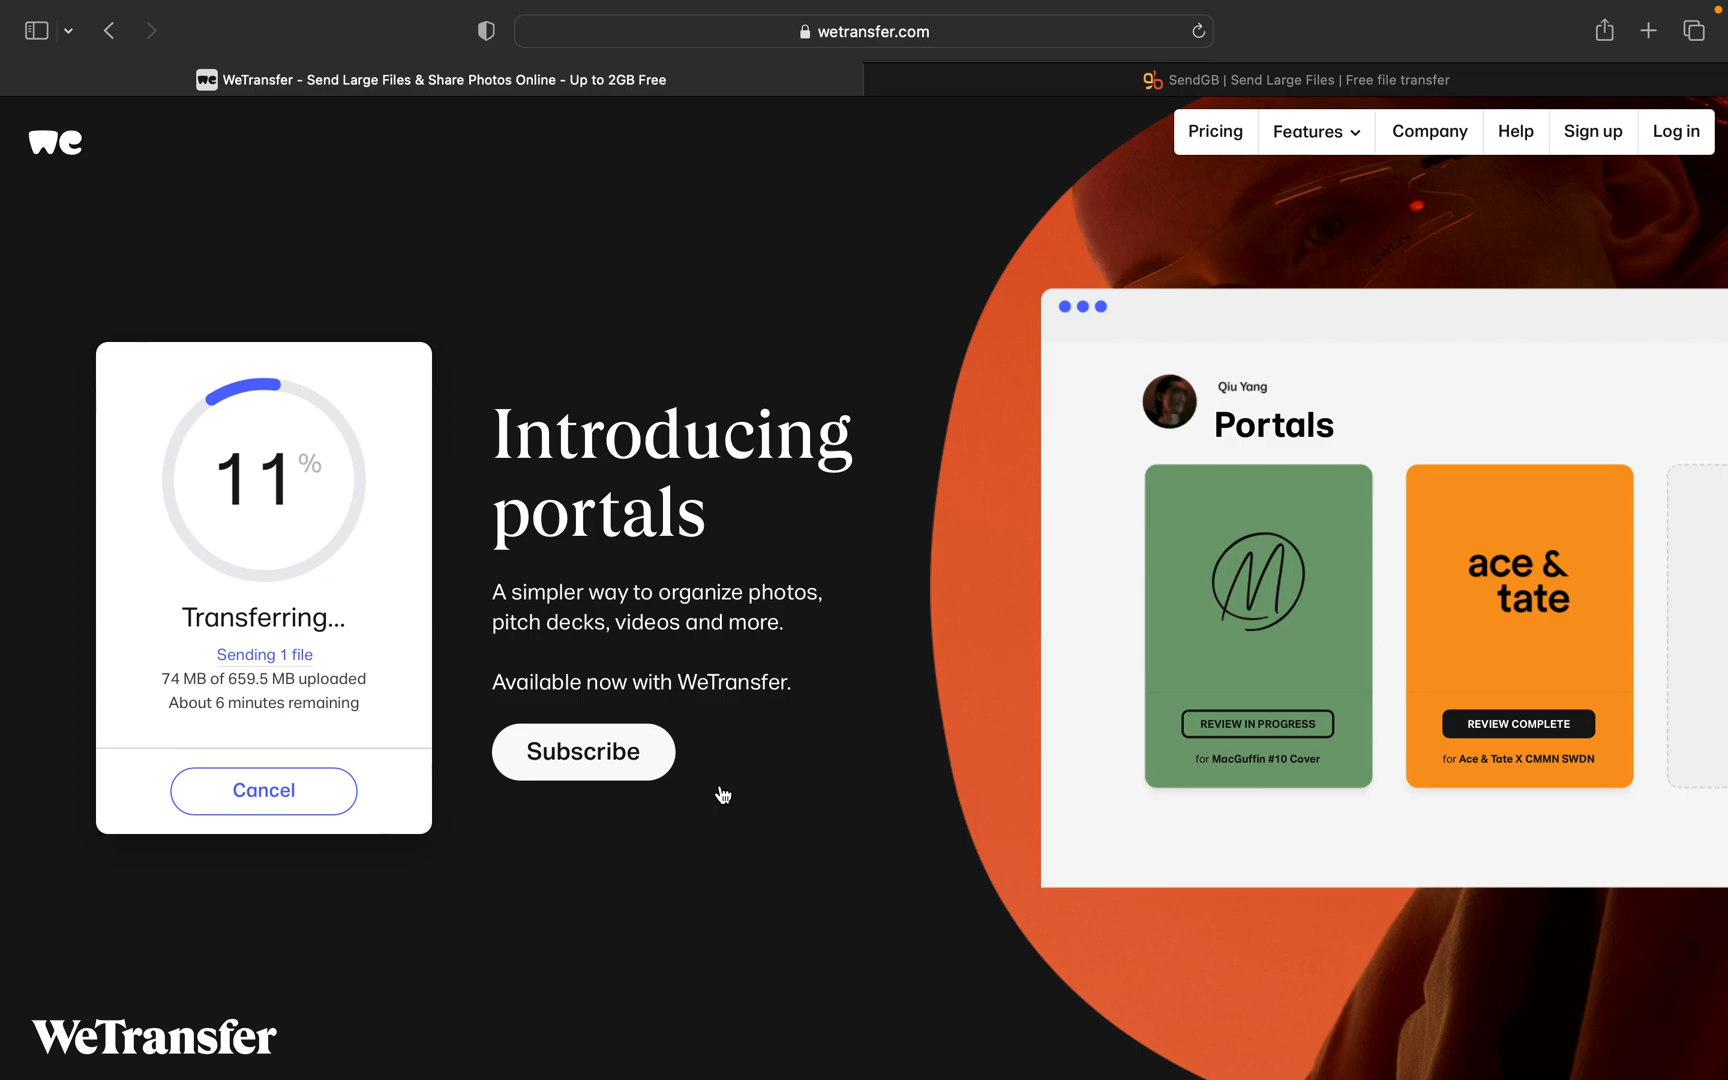 wetransfer.com
we WeTransfer - Send Large Files & Share Photos Online - Up to 2GB Free
gb SendGB | Send Large Files | Free file transfer
we
Pricing Features Company Help Sign up Log in
SWDN
11 %
Transferring...
Sending 1 file
74 MB of 659.5 MB uploaded
About 6 minutes remaining
Cancel
Introducing
portals
A simpler way to organize photos,
pitch decks, videos and more.
Available now with WeTransfer.
Subscribe
Qiu Yang
Portals
M
REVIEW IN PROGRESS
for MacGuffin #10 Cover
ace &
tate
REVIEW COMPLETE
for Ace & Tate X CMMN SWDN
WeTransfer